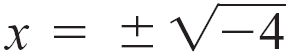 x = ± √−4